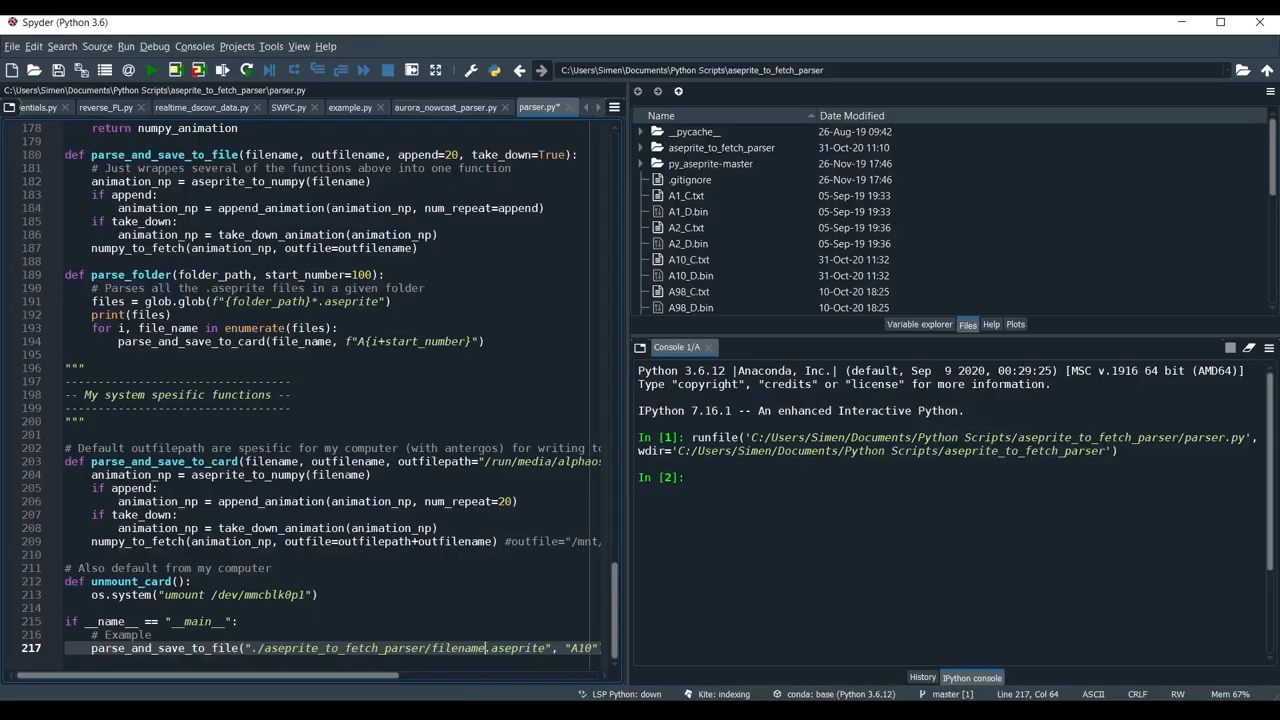 Spyder (Python 3.6)
File Edit Search Source Run Debug Consoles Projects Tools View Help
C:\Users\Simen\Documents\Python Scripts\aseprite_to_fetch_parser
C:\Users\Simen\Documents\Python Scripts\aseprite_to_fetch_parser\parser.py
entials.py reverse_PL.py realtime_dscovr_data.py SWPC.py example.py aurora_nowcast_parser.py parser.py*
178 return numpy_animation
179
180 def parse_and_save_to_file(filename, outfilename, append=20, take_down=True):
181 # Just wrapples several of the functions above into one function
182 animation_np = aseprite_to_numpy(filename)
183 if append:
184 animation_np = append_animation(animation_np, num_repeat=append)
185 if take_down:
186 animation_np = take_down_animation(animation_np)
187 numpy_to_fetch(animation_np, outfile=outfilename)
188
189 def parse_folder(folder_path, start_number=100):
190 # Parses all the .aseprite files in a given folder
191 files = glob.glob(f"{folder_path}*.aseprite")
192 print(files)
193 for i, file_name in enumerate(files):
194 parse_and_save_to_card(file_name, f"A{i+start_number}")
195
196 """
197 ----------------------------------
198 -- My system spesific functions --
199 ----------------------------------
200 """
201
202 # Default outfilepath are spesific for my computer (with antergos) for writing to
203 def parse_and_save_to_card(filename, outfilename, outfilepath="/run/media/alphaos
204 animation_np = aseprite_to_numpy(filename)
205 if append:
206 animation_np = append_animation(animation_np, num_repeat=20)
207 if take_down:
208 animation_np = take_down_animation(animation_np)
209 numpy_to_fetch(animation_np, outfile=outfilepath+outfilename) #outfile="/mnt/
210
211 # Also default from my computer
212 def unmount_card():
213 os.system("umount /dev/mmcblk0p1")
214
215 if __name__ == "__main__":
216 # Example
217 parse_and_save_to_file("./aseprite_to_fetch_parser/filename.aseprite", "A10"
Name Date Modified
__pycache__ 26-Aug-19 09:42
aseprite_to_fetch_parser 31-Oct-20 11:10
py_aseprite-master 26-Nov-19 17:46
.gitignore 26-Nov-19 17:46
A1_C.txt 05-Sep-19 19:33
A1_D.bin 05-Sep-19 19:33
A2_C.txt 05-Sep-19 19:36
A2_D.bin 05-Sep-19 19:36
A10_C.txt 31-Oct-20 11:32
A10_D.bin 31-Oct-20 11:32
A98_C.txt 10-Oct-20 18:25
A98_D.bin 10-Oct-20 18:25
Variable explorer Files Help Plots
Console 1/A
Python 3.6.12 |Anaconda, Inc.| (default, Sep 9 2020, 00:29:25) [MSC v.1916 64 bit (AMD64)]
Type "copyright", "credits" or "license" for more information.
IPython 7.16.1 -- An enhanced Interactive Python.
In [1]: runfile('C:/Users/Simen/Documents/Python Scripts/aseprite_to_fetch_parser/parser.py',
wdir='C:/Users/Simen/Documents/Python Scripts/aseprite_to_fetch_parser')
In [2]:
History IPython console
LSP Python: down Kite: indexing conda: base (Python 3.6.12) master [1] Line 217, Col 64 ASCII CRLF RW Mem 67%